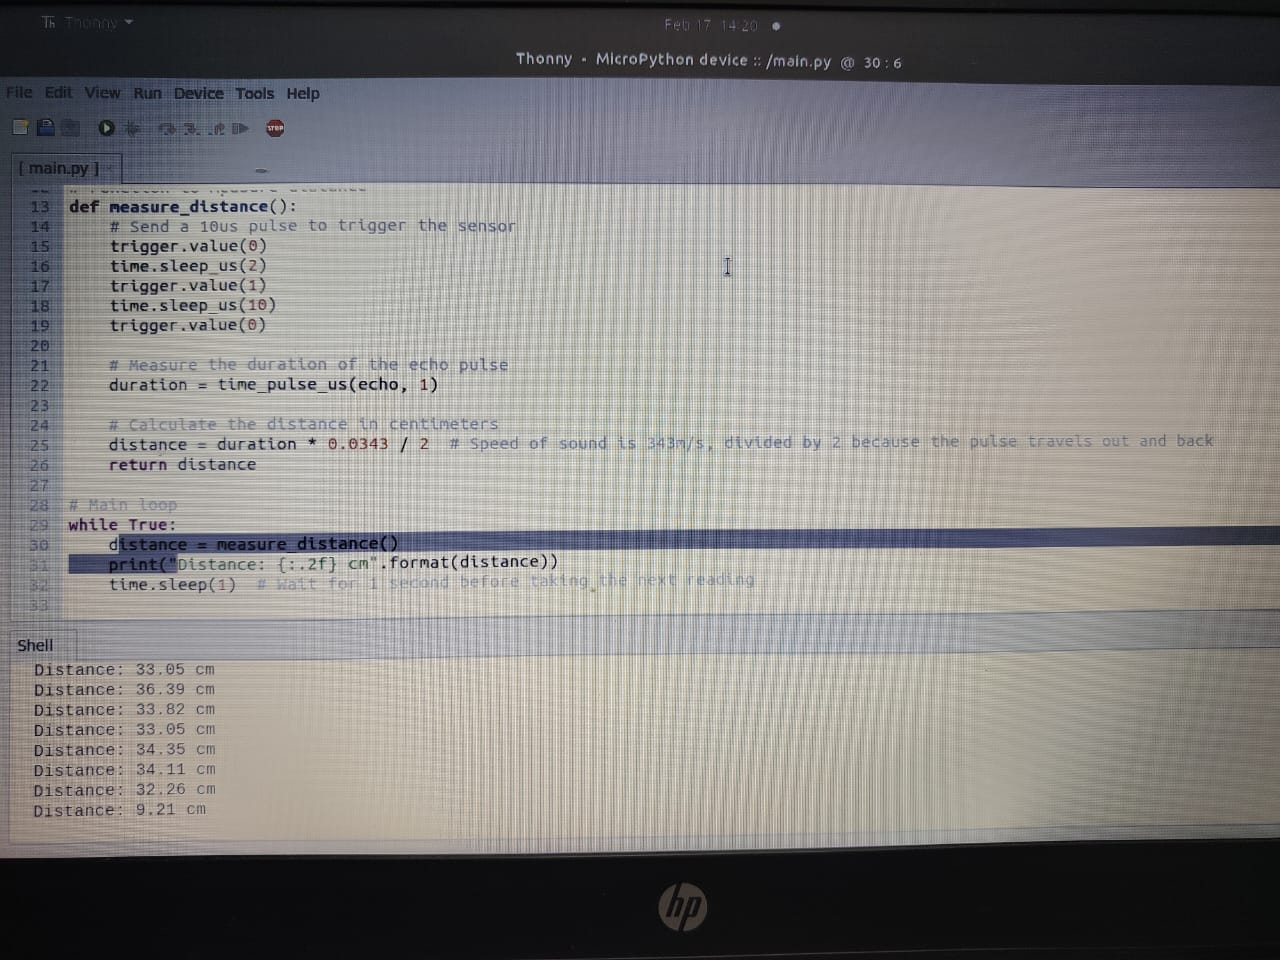 Thonny
Feb 17 14:20
Thonny - MicroPython device :: /main.py @ 30 : 6
File Edit View Run Device Tools Help
STOP
[ main.py ]
12 # Function to measure distance
13 def measure_distance():
14 # Send a 10us pulse to trigger the sensor
15 trigger.value(0)
16 time.sleep_us(2)
17 trigger.value(1)
18 time.sleep_us(10)
19 trigger.value(0)
20
21 # Measure the duration of the echo pulse
22 duration = time_pulse_us(echo, 1)
23
24 # Calculate the distance in centimeters
25 distance = duration * 0.0343 / 2 # Speed of sound is 343m/s, divided by 2 because the pulse travels out and back
26 return distance
27
28 # Main loop
29 while True:
30 distance = measure_distance()
31 print("Distance: {:.2f} cm".format(distance))
32 time.sleep(1) # Wait for 1 second before taking the next reading
33
Shell
Distance: 33.05 cm
Distance: 36.39 cm
Distance: 33.82 cm
Distance: 33.05 cm
Distance: 34.35 cm
Distance: 34.11 cm
Distance: 32.26 cm
Distance: 9.21 cm
hp